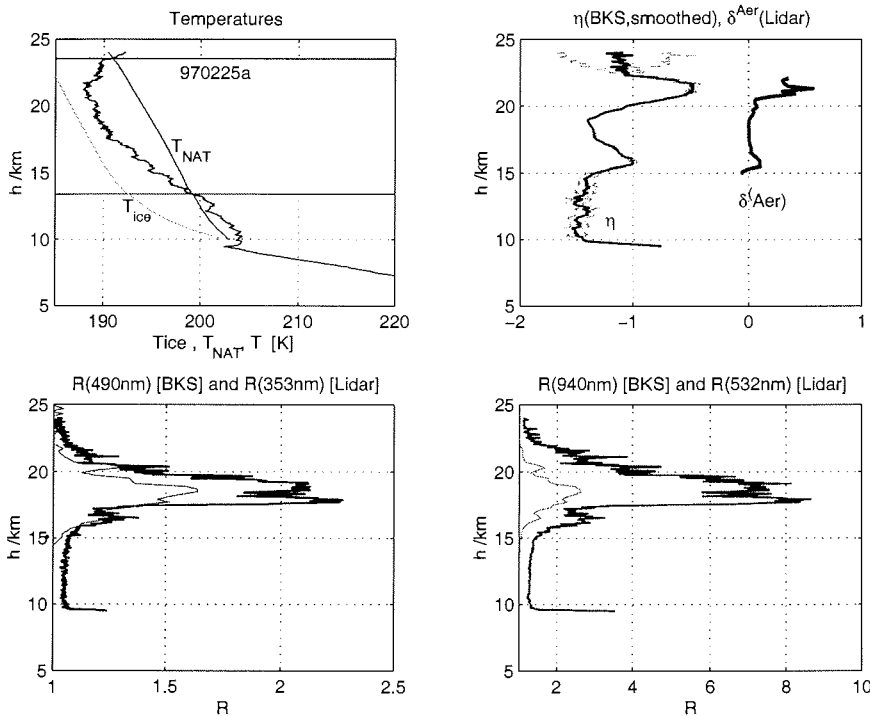 Temperatures
25
20
15
10
5
h /km
970225a
T_NAT
T_ice
190 200 210 220
Tice , T_NAT, T [K]
η(BKS,smoothed), δ^Aer(Lidar)
25
20
15
10
5
h /km
δ(Aer)
η
-2 -1 0 1
R(490nm) [BKS] and R(353nm) [Lidar]
25
20
15
10
5
h /km
1 1.5 2 2.5
R
R(940nm) [BKS] and R(532nm) [Lidar]
25
20
15
10
5
h /km
2 4 6 8 10
R